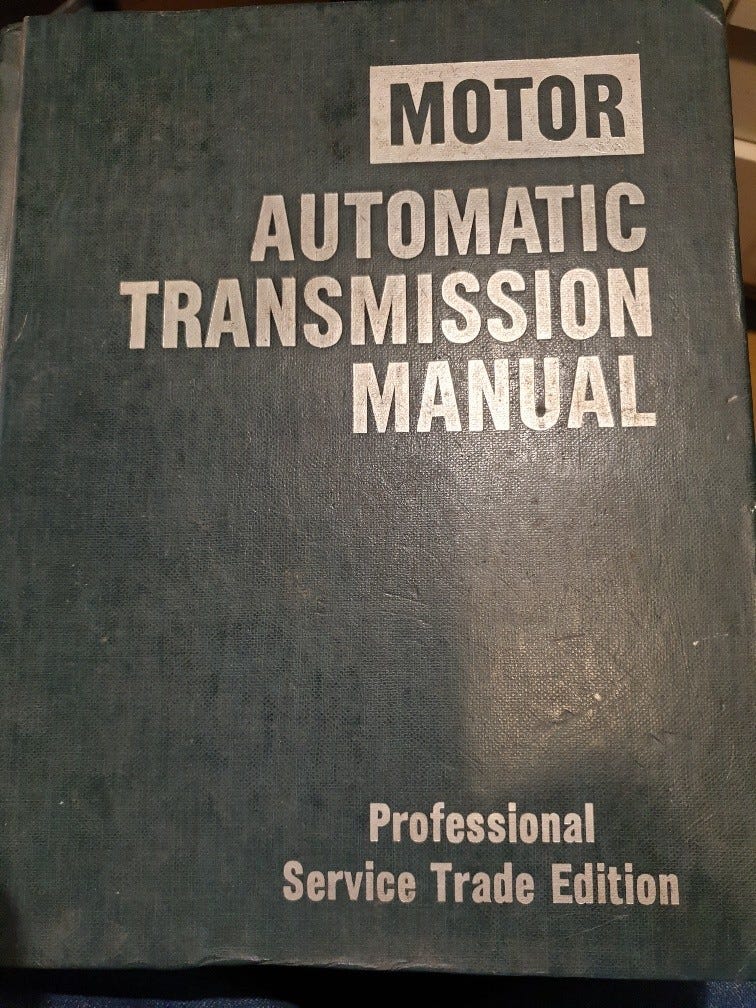 MOTOR
AUTOMATIC
TRANSMISSION
MANUAL
Professional
Service Trade Edition